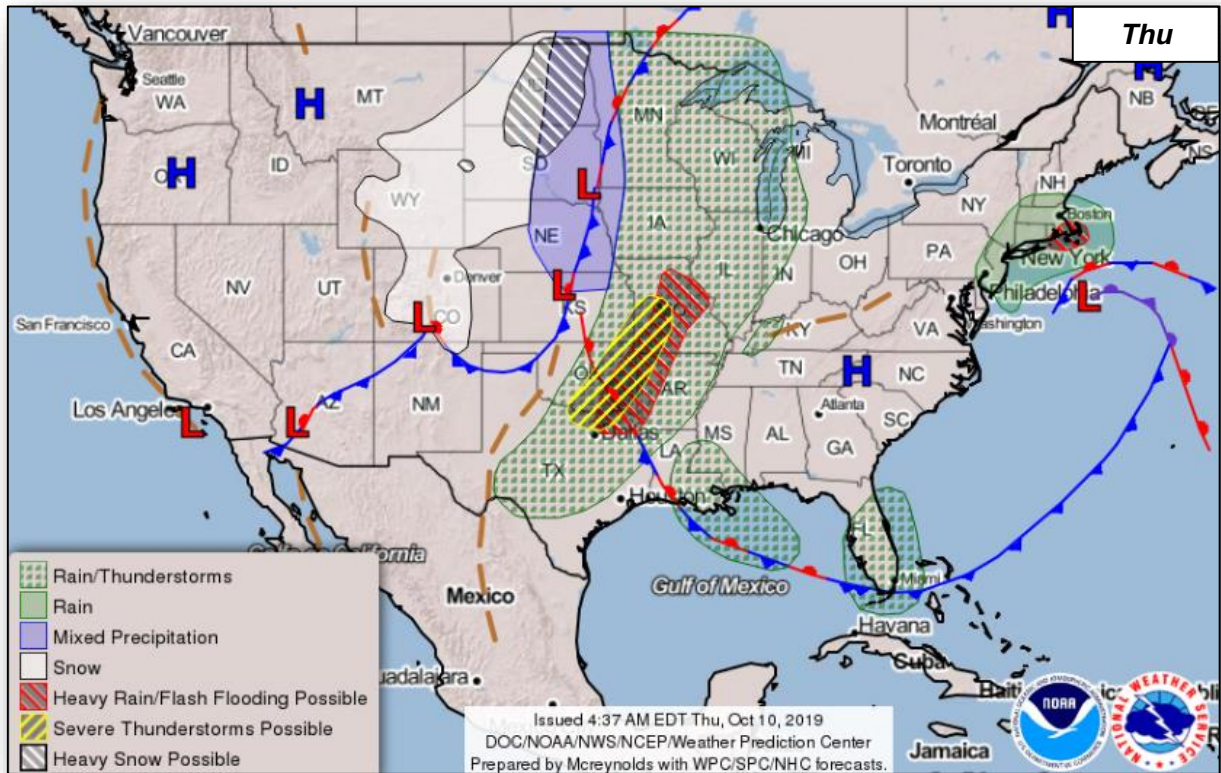 Thu
H
H
Vancouver
Seattle
WA
MT
MN
Montréal
NB
NS
H
H
OR
ID
SD
L
WI
MI
Toronto
NH
Boston
WY
NE
IA
Chicago
NY
New York
PA
Philadelphia
Washington
NV
UT
Denver
CO
L
L
KS
IL
IN
OH
KY
VA
L
San Francisco
CA
Los Angeles
L
L
AZ
NM
AR
TN
H
NC
Atlanta
SC
Dallas
MS
AL
GA
LA
TX
Houston
FL
Miami
Gulf of Mexico
Mexico
Havana
Cuba
Jamaica
Rain/Thunderstorms
Rain
Mixed Precipitation
Snow
Heavy Rain/Flash Flooding Possible
Severe Thunderstorms Possible
Heavy Snow Possible
Issued 4:37 AM EDT Thu, Oct 10, 2019
DOC/NOAA/NWS/NCEP/Weather Prediction Center
Prepared by Mcreynolds with WPC/SPC/NHC forecasts.
NOAA
NATIONAL WEATHER SERVICE